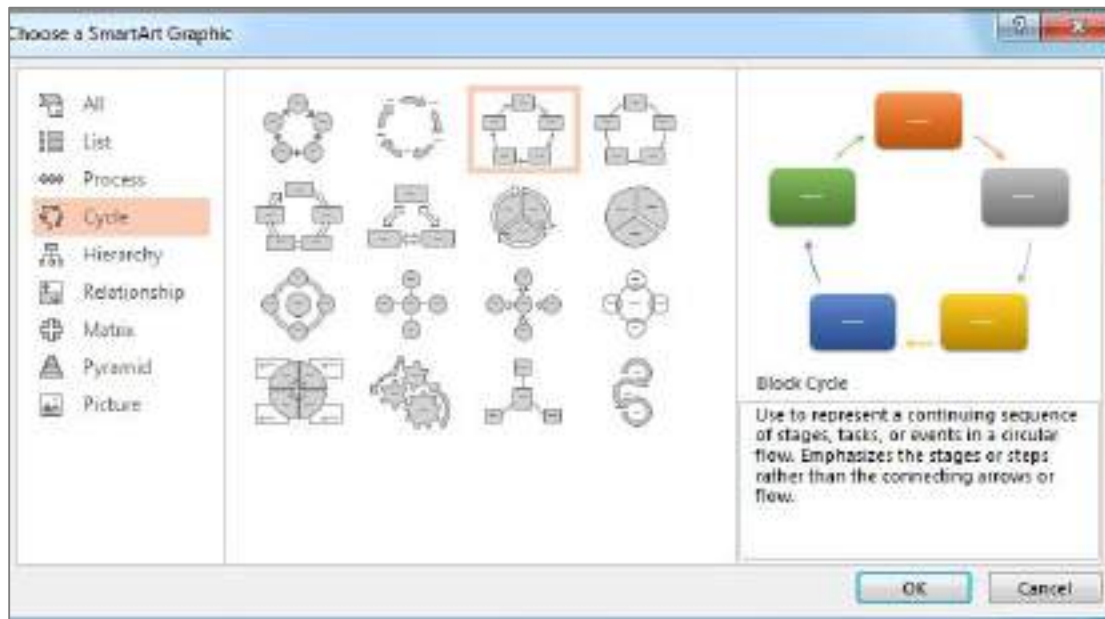 Choose a SmartArt Graphic
All
List
Process
Cycle
Hierarchy
Relationship
Matrix
Pyramid
Picture
Block Cycle
Use to represent a continuing sequence
of stages, tasks, or events in a circular
flow. Emphasizes the stages or steps
rather than the connecting arrows or
flow.
OK
Cancel